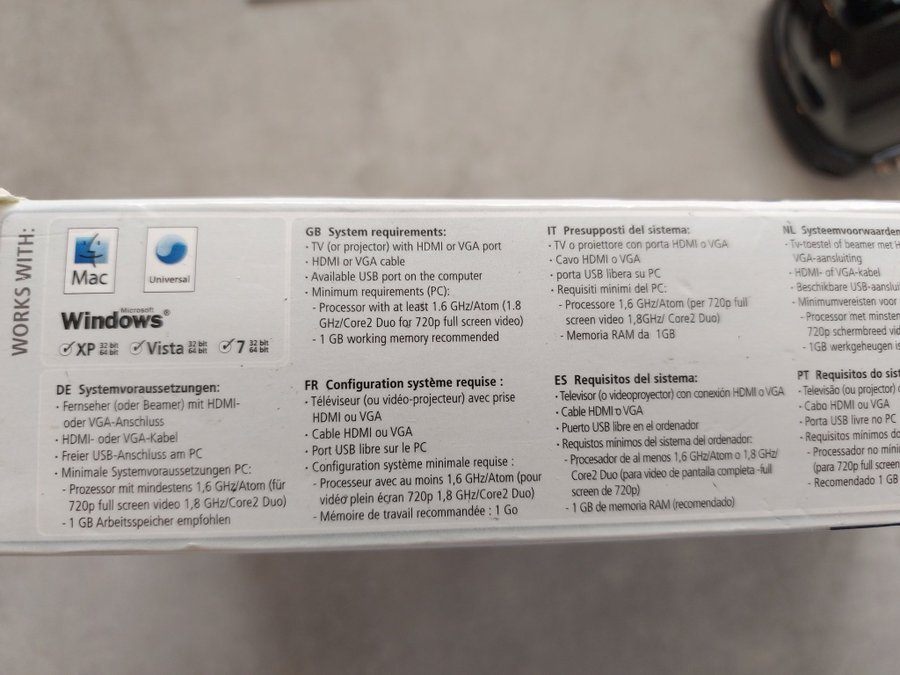 WORKS WITH:
Mac
Universal
Microsoft®
Windows
XP 32 bit 64 bit Vista 32 bit 64 bit 7 32 bit 64 bit
GB System requirements:
· TV (or projector) with HDMI or VGA port
· HDMI or VGA cable
· Available USB port on the computer
· Minimum requirements (PC):
- Processor with at least 1.6 GHz/Atom (1.8
GHz/Core2 Duo for 720p full screen video)
- 1 GB working memory recommended
IT Presupposti del sistema:
· TV o proiettore con porta HDMI o VGA
· Cavo HDMI o VGA
· porta USB libera su PC
· Requisiti minimi del PC:
- Processore 1,6 GHz/Atom (per 720p full
screen video 1,8GHz/ Core2 Duo)
- Memoria RAM da 1GB
NL Systeemvoorwaarden
· Tv-toestel of beamer met H
VGA-aansluiting
· HDMI- of VGA-kabel
· Beschikbare USB-aanslui
· Minimumvereisten voor
- Processor met minsten
720p schermbreed vid
- 1GB werkgeheugen is
DE Systemvoraussetzungen:
· Fernseher (oder Beamer) mit HDMI-
oder VGA-Anschluss
· HDMI- oder VGA-Kabel
· Freier USB-Anschluss am PC
· Minimale Systemvoraussetzungen PC:
- Prozessor mit mindestens 1,6 GHz/Atom (für
720p full screen video 1,8 GHz/Core2 Duo)
- 1 GB Arbeitsspeicher empfohlen
FR Configuration système requise :
· Téléviseur (ou vidéo-projecteur) avec prise
HDMI ou VGA
· Cable HDMI ou VGA
· Port USB libre sur le PC
· Configuration système minimale requise :
- Processeur avec au moins 1,6 GHz/Atom (pour
vidéo plein écran 720p 1,8 GHz/Core2 Duo)
- Mémoire de travail recommandée : 1 Go
ES Requisitos del sistema:
· Televisor (o videoproyector) con conexión HDMI o VGA
· Cable HDMI o VGA
· Puerto USB libre en el ordenador
· Requistos mínimos del sistema del ordenador:
- Procesador de al menos 1,6 GHz/Atom o 1,8 GHz/
Core2 Duo (para video de pantalla completa -full
screen de 720p)
- 1 GB de memoria RAM (recomendado)
PT Requisitos do sist
· Televisão (ou projector) c
· Cabo HDMI ou VGA
· Porta USB livre no PC
· Requisitos mínimos do
- Processador no míni
(para 720p full screen
- Recomendado 1 GB